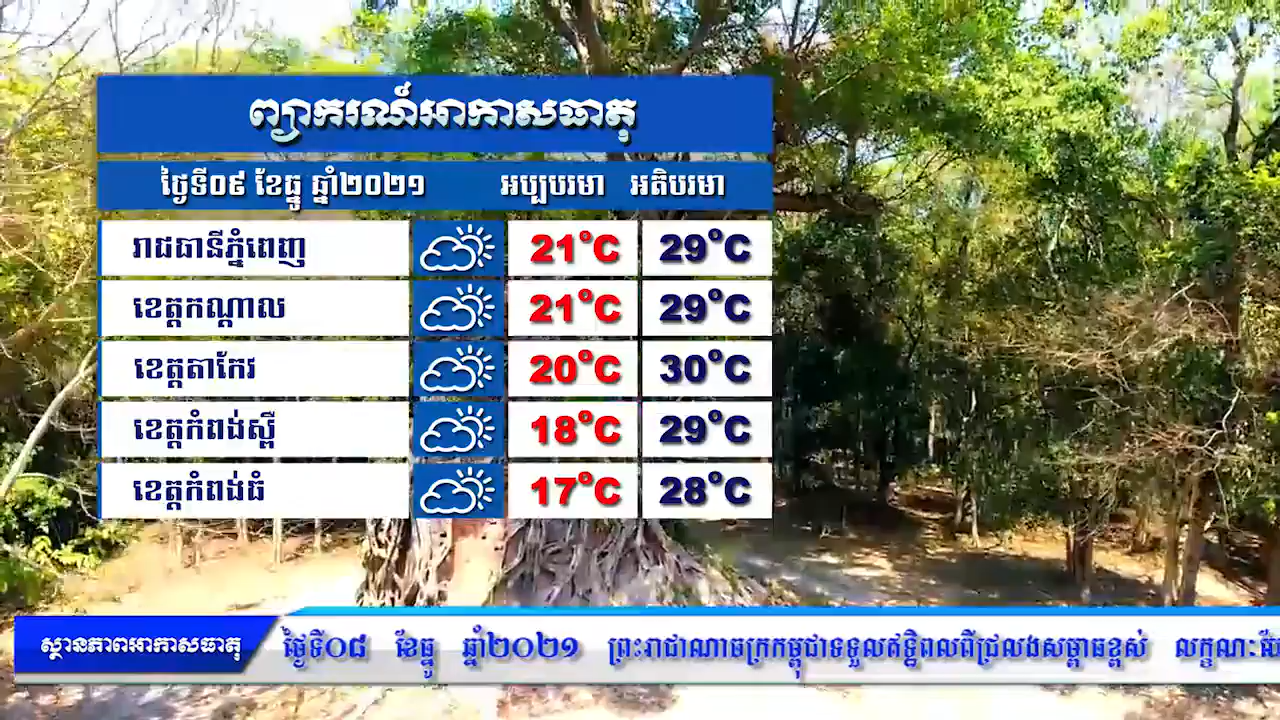 ព្យាករណ៍អាកាសធាតុ
ថ្ងៃទី០៩ ខែធ្នូ ឆ្នាំ២០២១ អប្បបរមា អតិបរមា
រាជធានីភ្នំពេញ 21°C 29°C
ខេត្តកណ្ដាល 21°C 29°C
ខេត្តតាកែវ 20°C 30°C
ខេត្តកំពង់ស្ពឺ 18°C 29°C
ខេត្តកំពង់ធំ 17°C 28°C
ស្ថានភាពអាកាសធាតុ ថ្ងៃទី០៨ ខែធ្នូ ឆ្នាំ២០២១ ព្រះរាជាណាចក្រកម្ពុជាទទួលឥទ្ធិពលពីជ្រលងសម្ពាធខ្ពស់ លក្ខណៈ